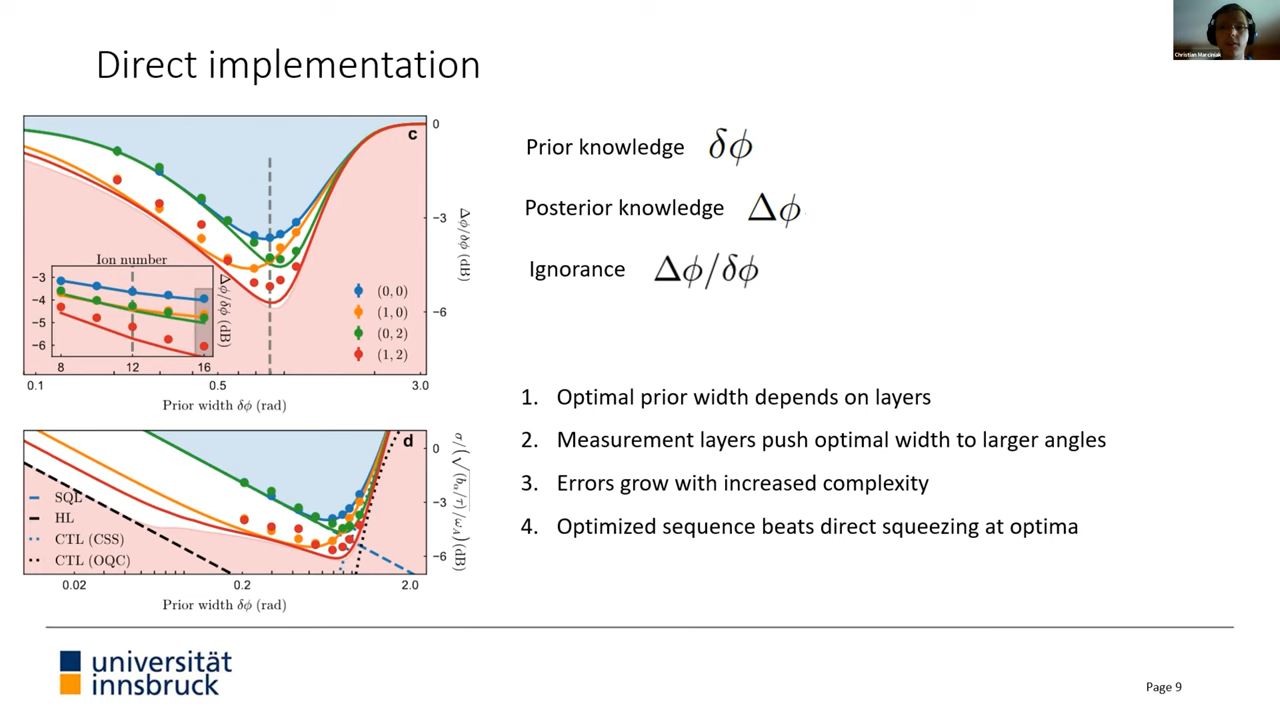 Direct implementation
Christian Marciniak
c
0
−3
−6
Δϕ/δϕ (dB)
Ion number
−3
−4
−5
−6
8
12
16
Δϕ/δϕ (dB)
(0, 0)
(1, 0)
(0, 2)
(1, 2)
0.1
0.5
3.0
Prior width δϕ (rad)
d
0
−3
−6
σ/(√(b_α/τ)/ω_A)(dB)
SQL
HL
CTL (CSS)
CTL (OQC)
0.02
0.2
2.0
Prior width δϕ (rad)
Prior knowledge δϕ
Posterior knowledge Δϕ
Ignorance Δϕ/δϕ
1. Optimal prior width depends on layers
2. Measurement layers push optimal width to larger angles
3. Errors grow with increased complexity
4. Optimized sequence beats direct squeezing at optima
universität
innsbruck
Page 9